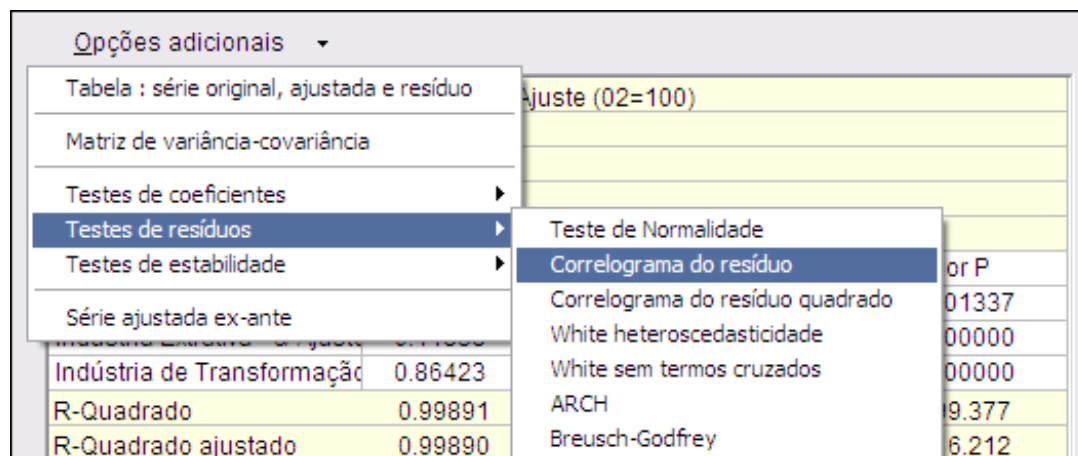 Opções adicionais
Tabela : série original, ajustada e resíduo
Ajuste (02=100)
Matriz de variância-covariância
Testes de coeficientes
Testes de resíduos
Testes de estabilidade
Série ajustada ex-ante
Teste de Normalidade
Correlograma do resíduo
Correlograma do resíduo quadrado
White heteroscedasticidade
White sem termos cruzados
ARCH
Breusch-Godfrey
or P
01337
00000
Indústria de Transformaçã 0.86423 00000
R-Quadrado 0.99891 9.377
R-Quadrado ajustado 0.99890 6.212